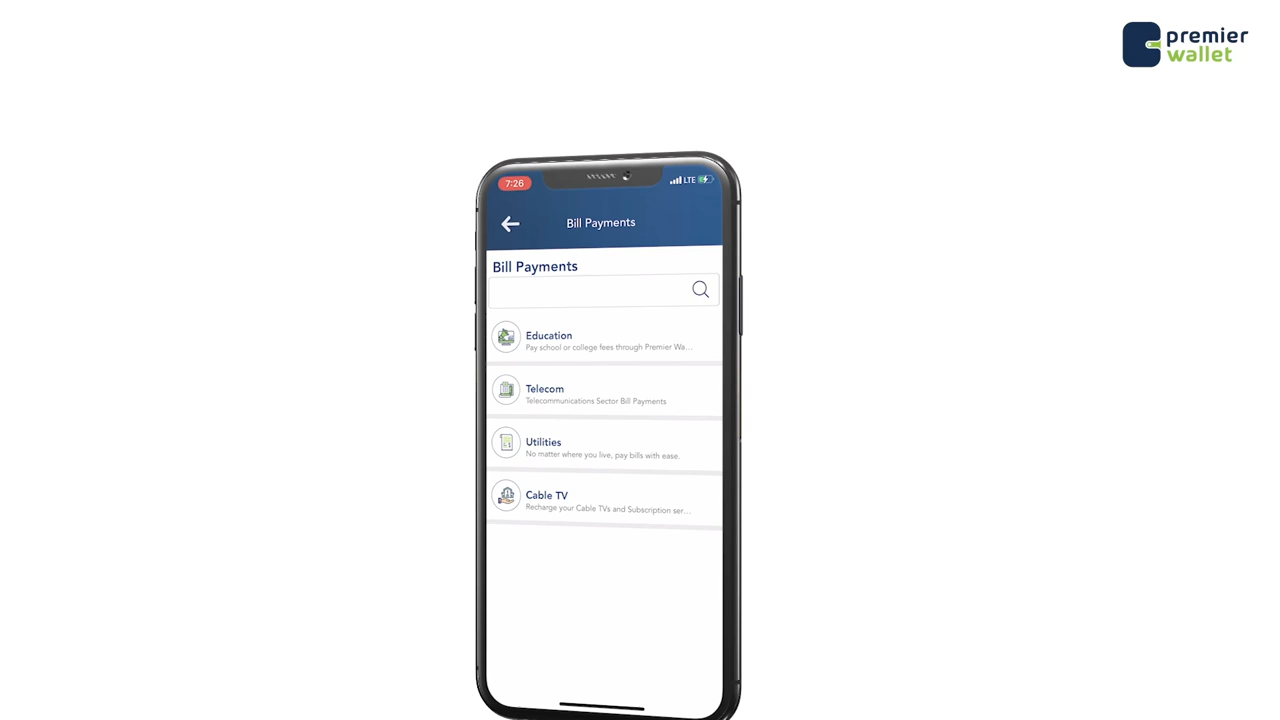 premier
wallet
7:26
LTE
Bill Payments
Bill Payments
Education
Pay school or college fees through Premier Wa...
Telecom
Telecommunications Sector Bill Payments
Utilities
No matter where you live, pay bills with ease.
Cable TV
Recharge your Cable TVs and Subscription ser...